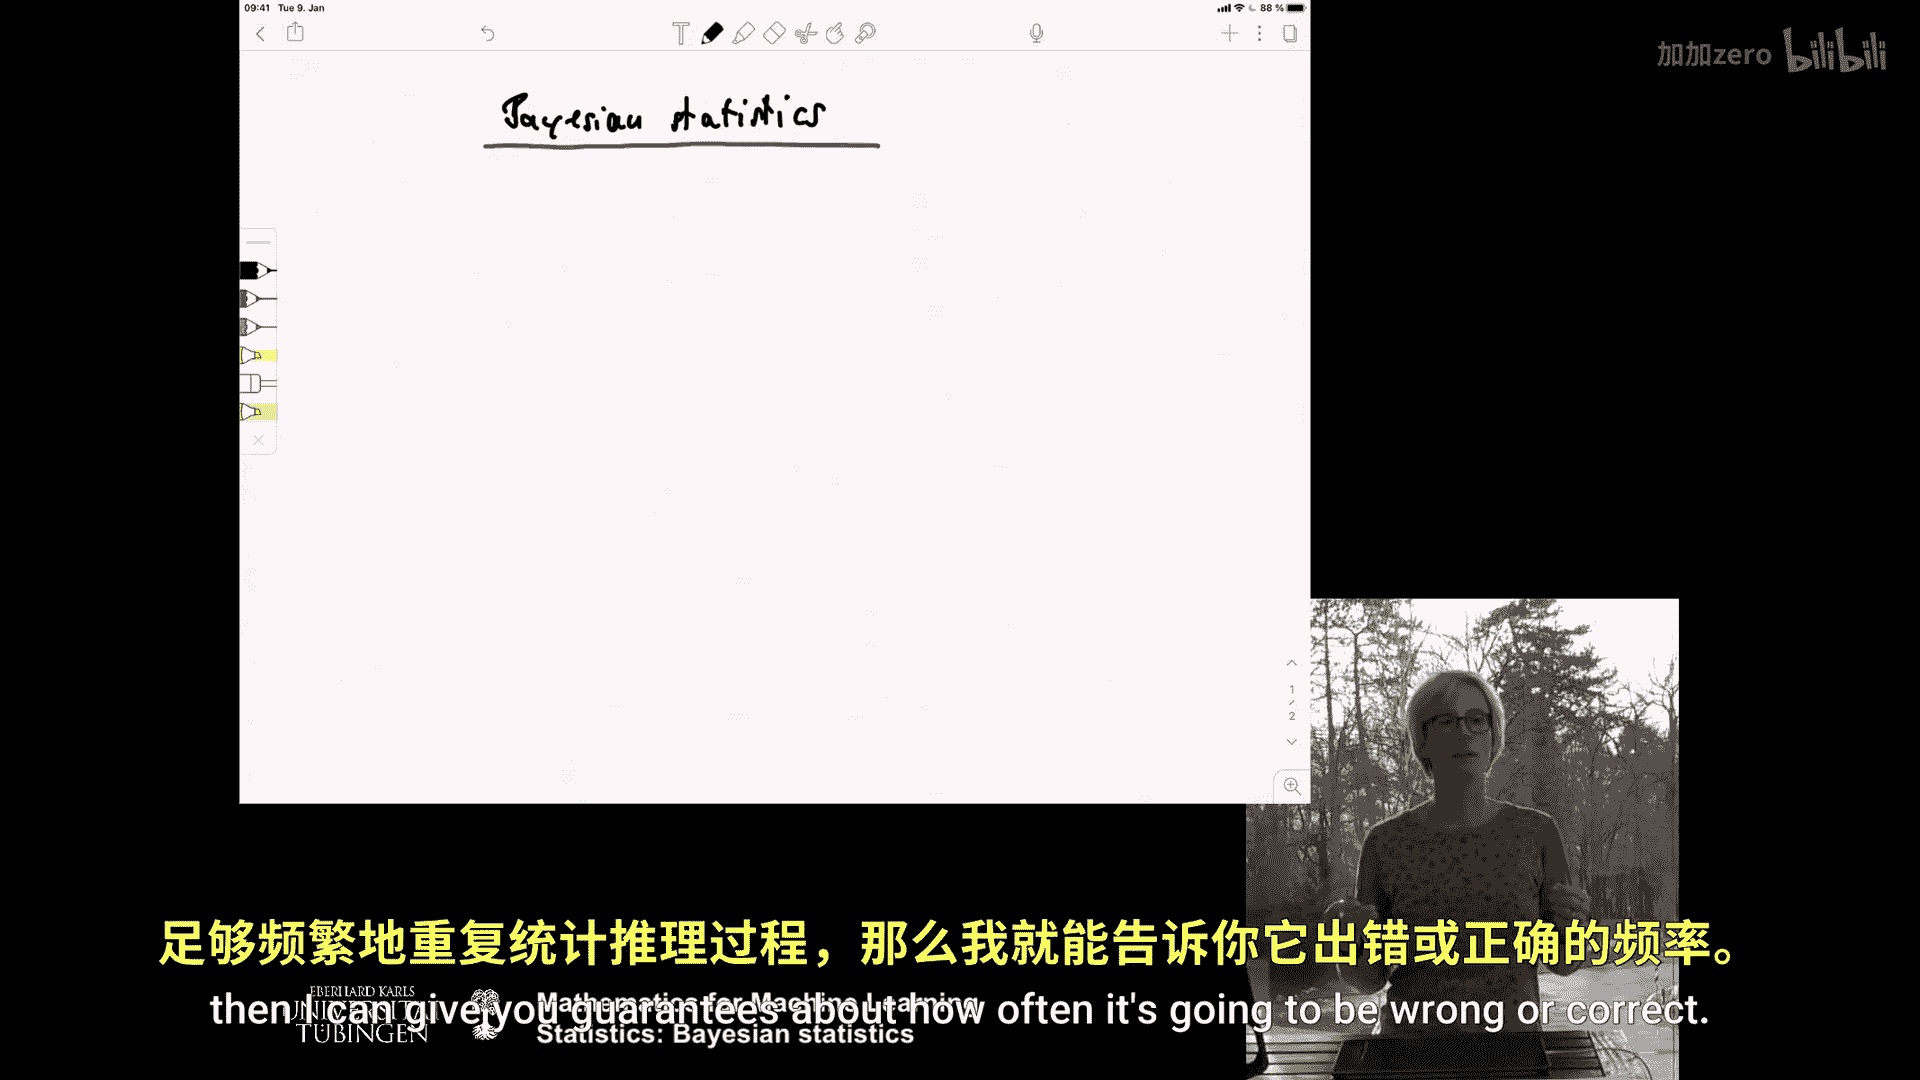 09:41 Tue 9. Jan
88 %
加加zero bilibili
T
Bayesian statistics
1
2
足够频繁地重复统计推理过程，那么我就能告诉你它出错或正确的频率。
then I can give you guarantees about how often it's going to be wrong or correct.
EBERHARD KARLS
UNIVERSITÄT
TÜBINGEN
Mathematics for Machine Learning
Statistics: Bayesian statistics